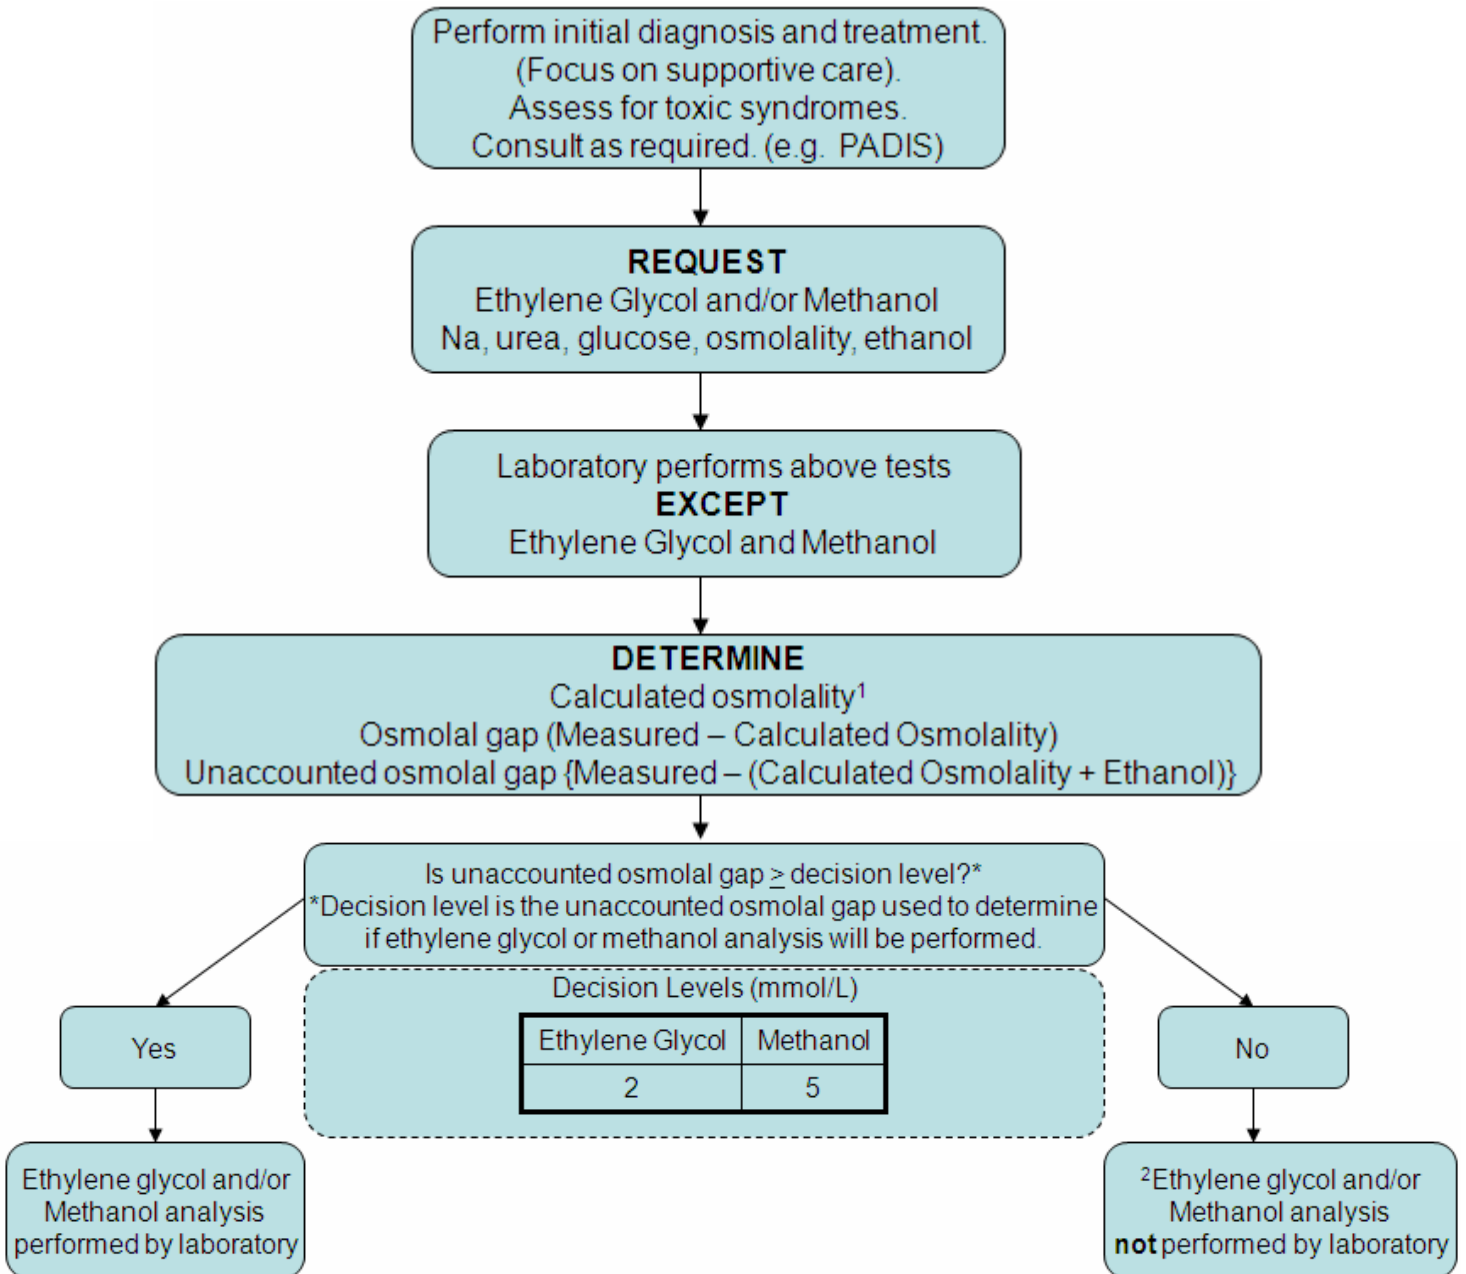 Perform initial diagnosis and treatment.
(Focus on supportive care).
Assess for toxic syndromes.
Consult as required. (e.g. PADIS)
REQUEST
Ethylene Glycol and/or Methanol
Na, urea, glucose, osmolality, ethanol
Laboratory performs above tests
EXCEPT
Ethylene Glycol and Methanol
DETERMINE
Calculated osmolality¹
Osmolal gap (Measured – Calculated Osmolality)
Unaccounted osmolal gap {Measured – (Calculated Osmolality + Ethanol)}
Is unaccounted osmolal gap ≥ decision level?*
*Decision level is the unaccounted osmolal gap used to determine
if ethylene glycol or methanol analysis will be performed.
Decision Levels (mmol/L)
Ethylene Glycol Methanol
2 5
Yes
No
Ethylene glycol and/or
Methanol analysis
performed by laboratory
²Ethylene glycol and/or
Methanol analysis
not performed by laboratory